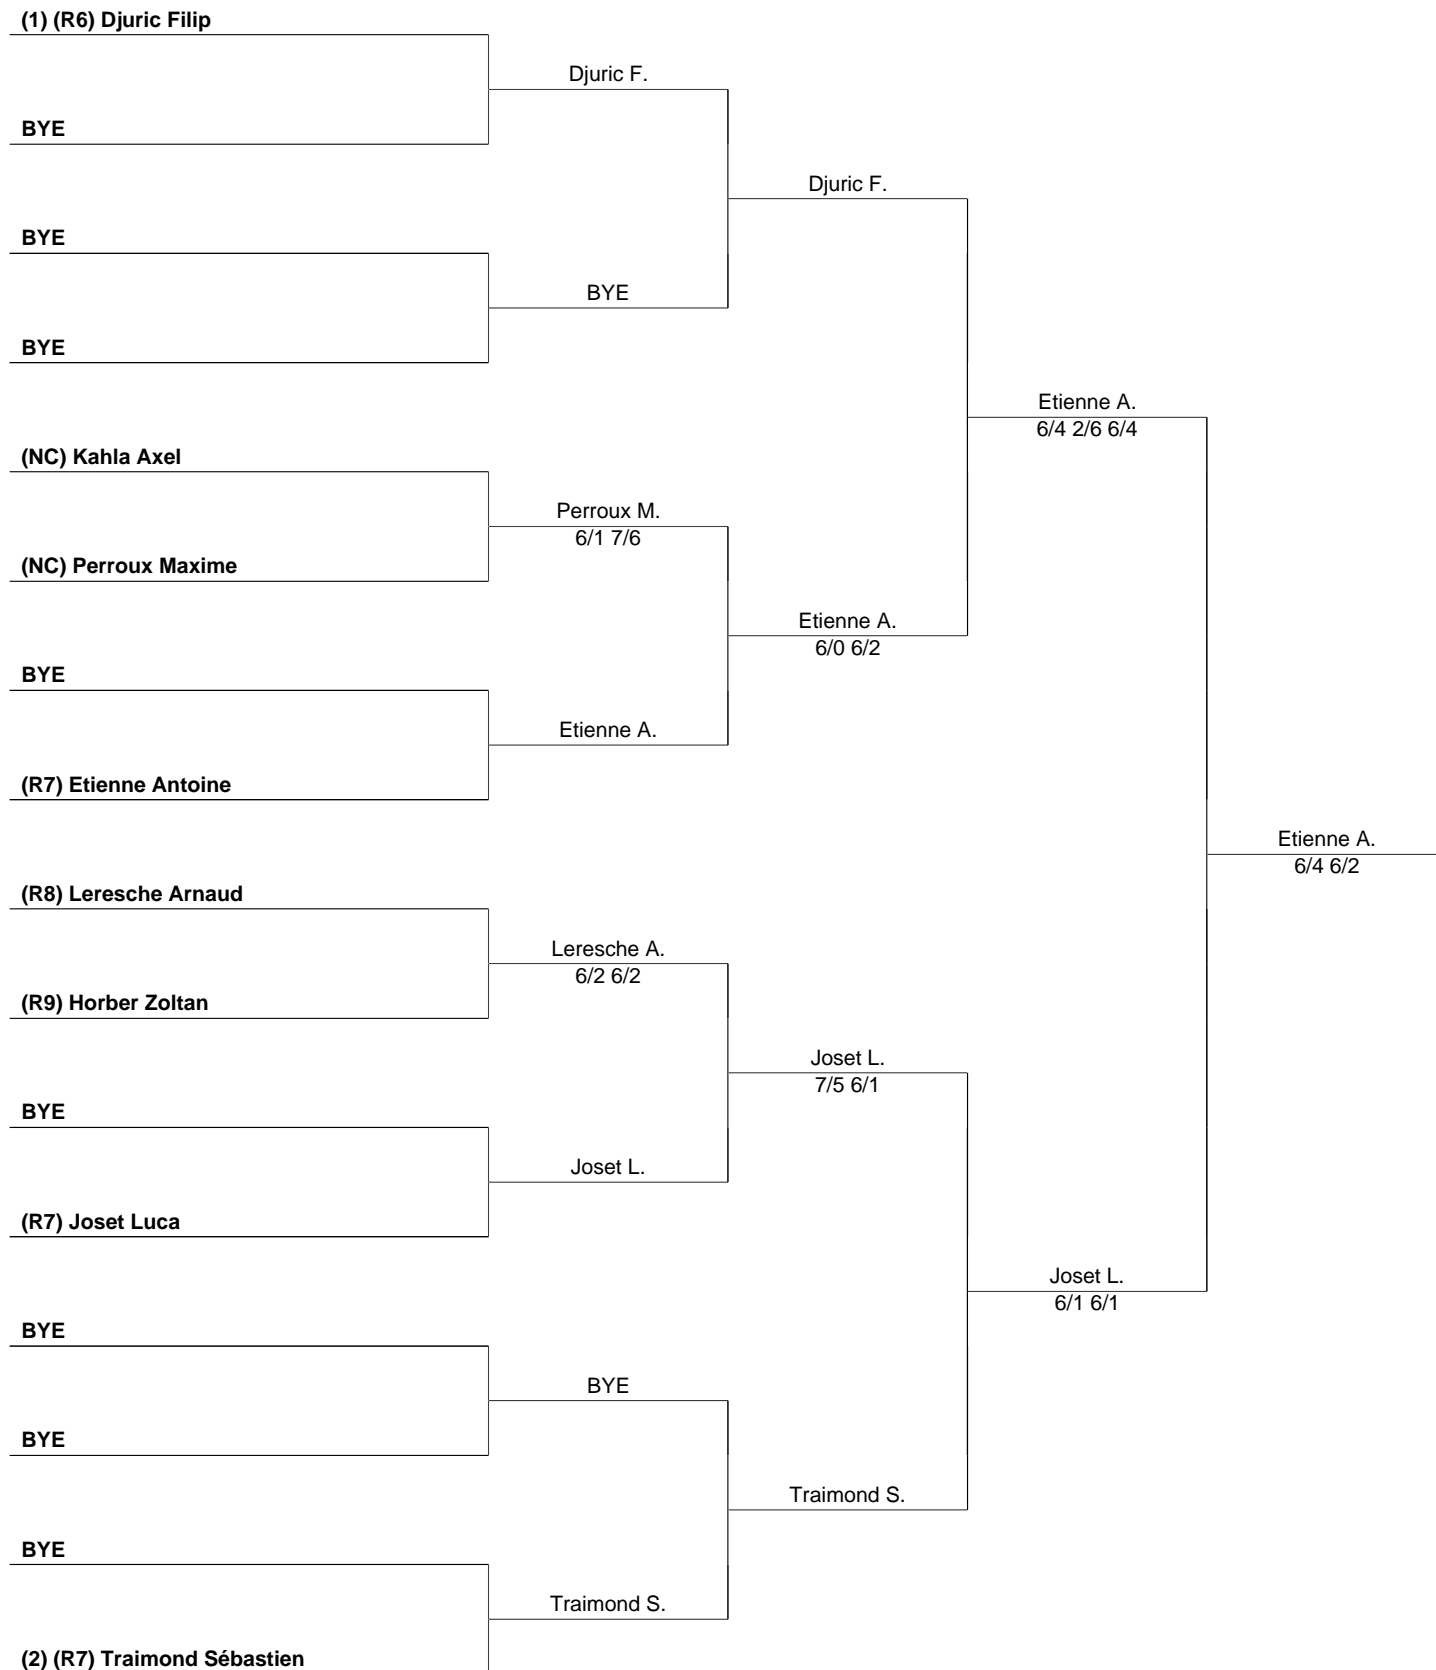 (1) (R6) Djuric Filip
Djuric F.
BYE
Djuric F.
BYE
BYE
BYE
Etienne A.
6/4 2/6 6/4
(NC) Kahla Axel
Perroux M.
6/1 7/6
(NC) Perroux Maxime
Etienne A.
6/0 6/2
BYE
Etienne A.
(R7) Etienne Antoine
Etienne A.
6/4 6/2
(R8) Leresche Arnaud
Leresche A.
6/2 6/2
(R9) Horber Zoltan
Joset L.
7/5 6/1
BYE
Joset L.
(R7) Joset Luca
Joset L.
6/1 6/1
BYE
BYE
BYE
Traimond S.
BYE
Traimond S.
(2) (R7) Traimond Sébastien